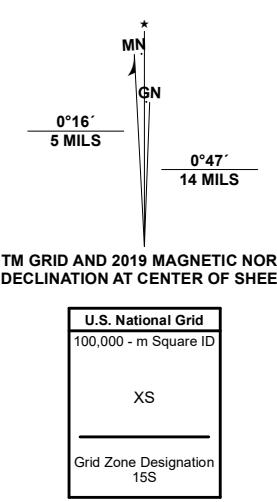 ★
MN
GN
0°16´
5 MILS
0°47´
14 MILS
TM GRID AND 2019 MAGNETIC NOR
DECLINATION AT CENTER OF SHEE
U.S. National Grid
100,000 - m Square ID
XS
Grid Zone Designation
15S